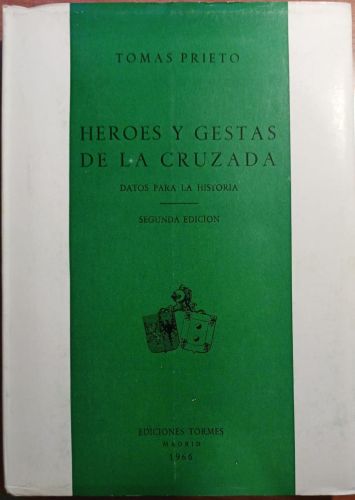 TOMAS PRIETO
HEROES Y GESTAS
DE LA CRUZADA
DATOS PARA LA HISTORIA
SEGUNDA EDICION
EDICIONES TORMES
MADRID
1966